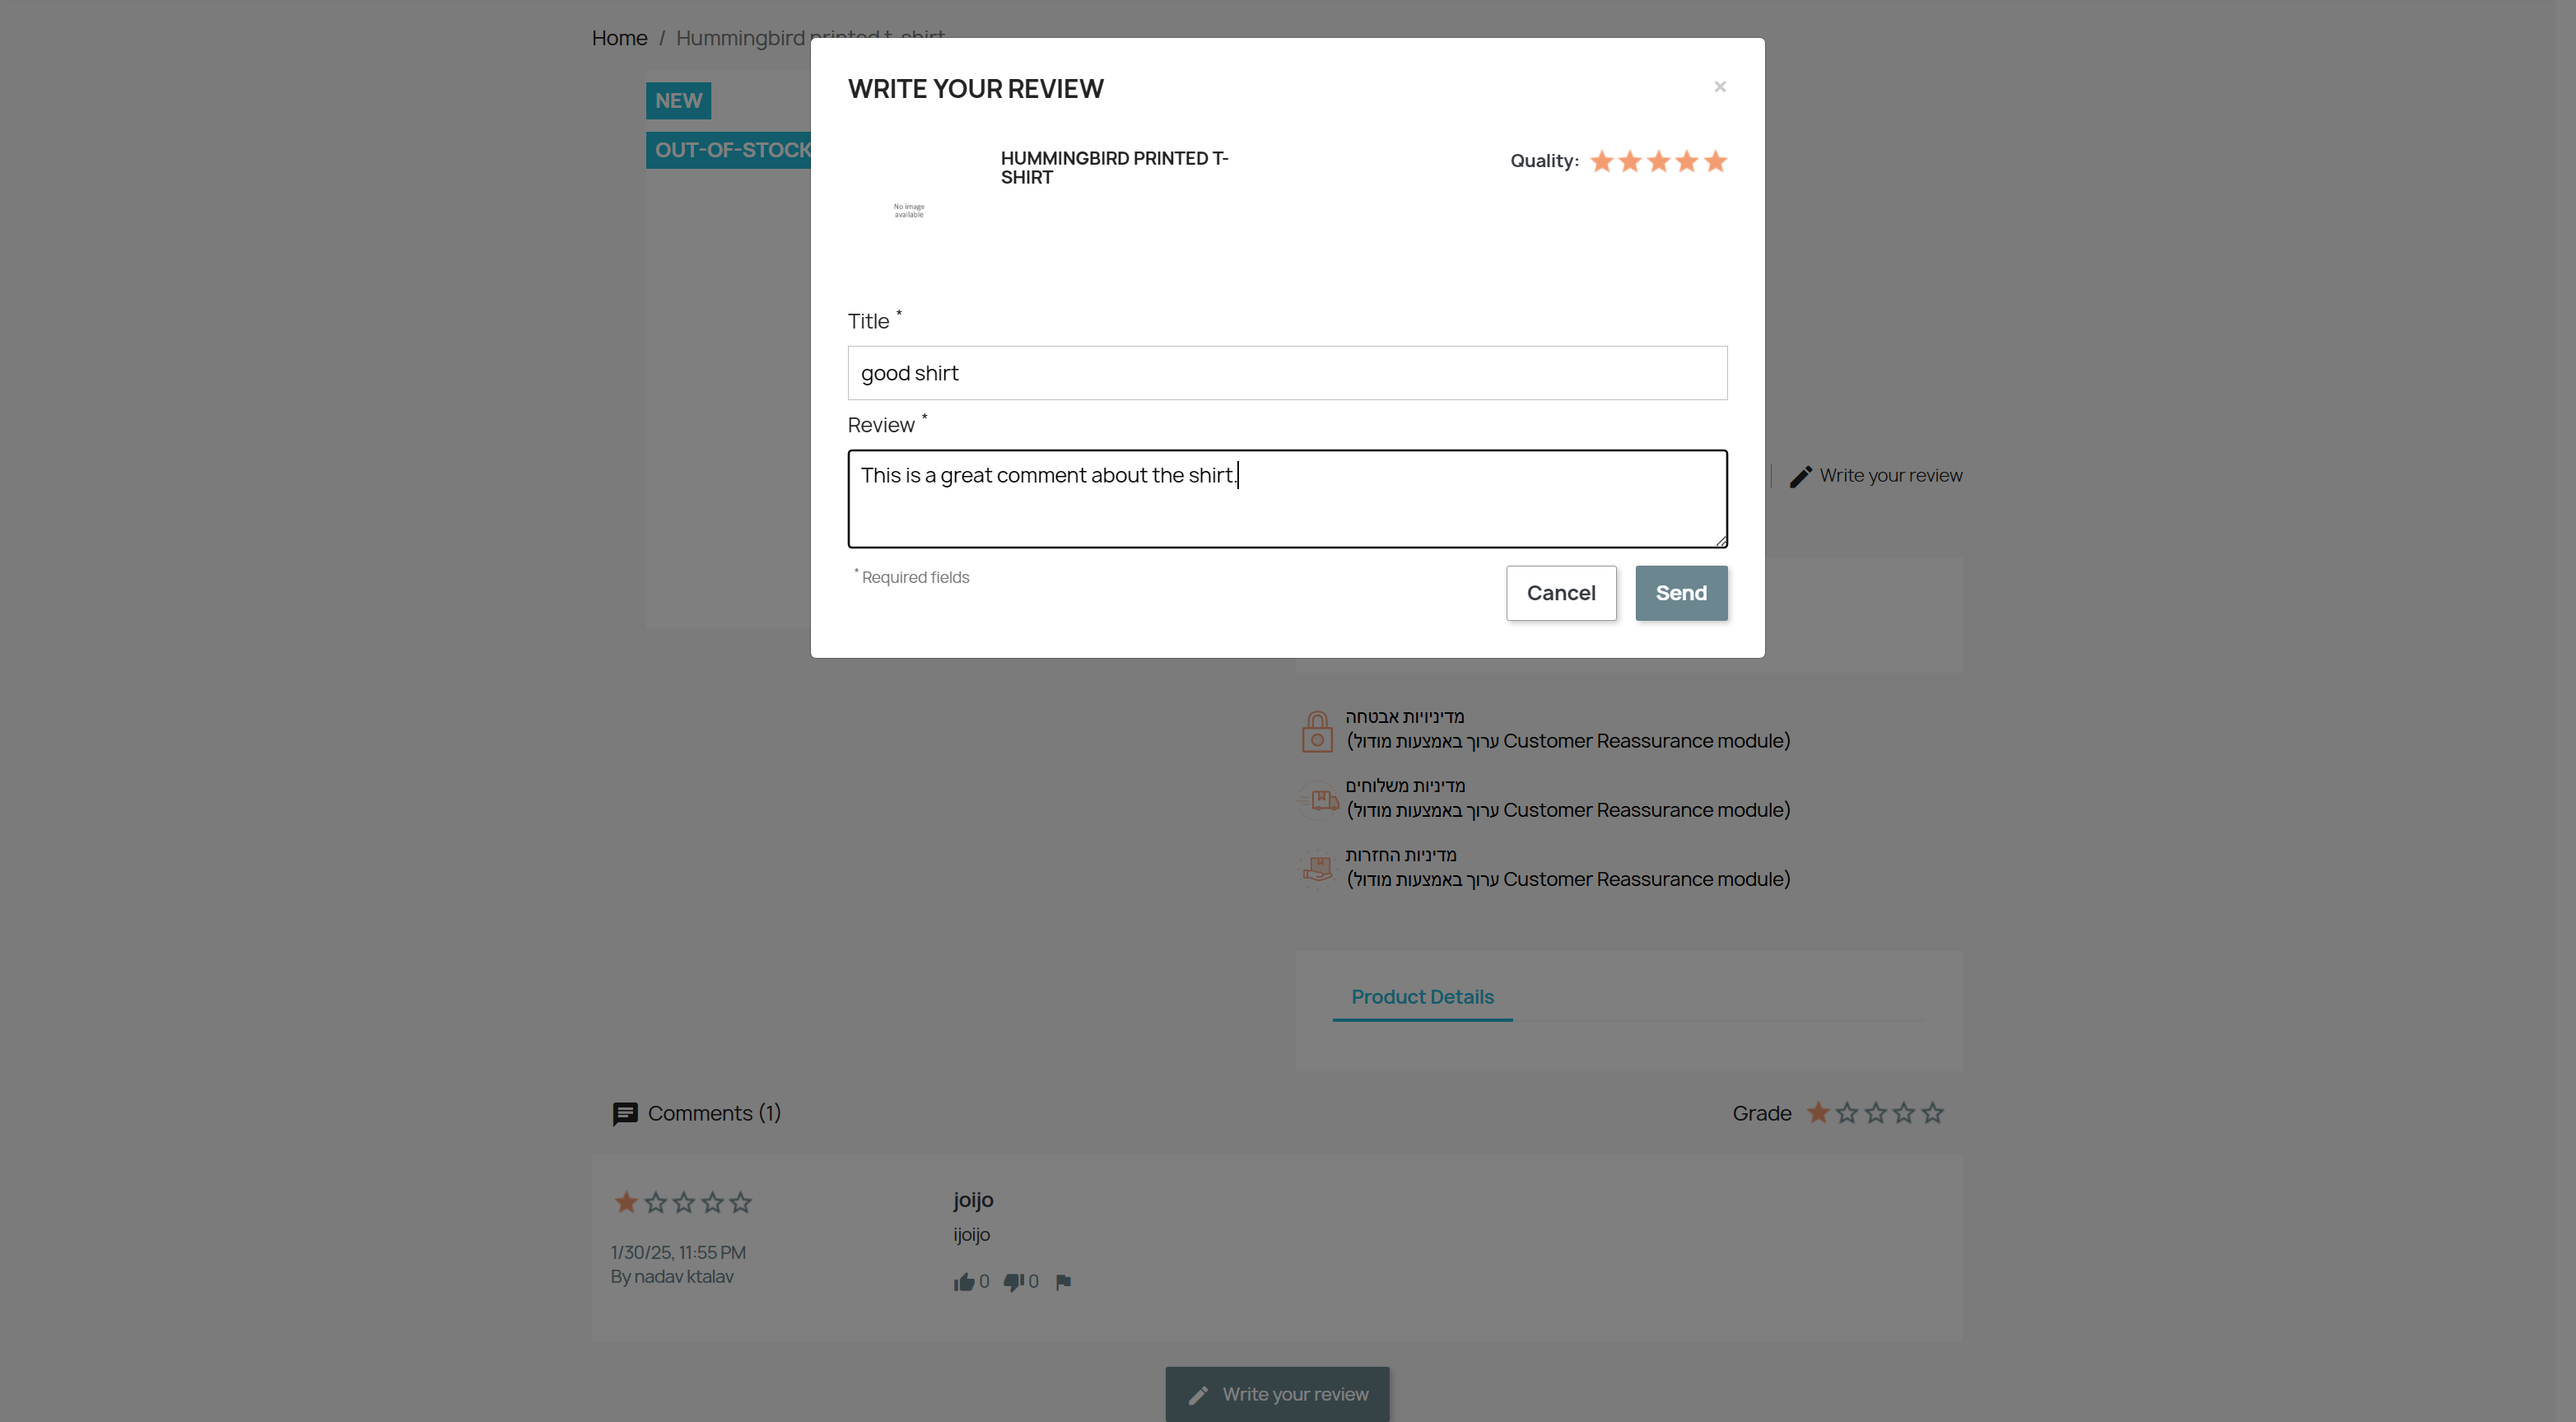 Home / Hummingbird printed t-shirt
NEW
OUT-OF-STOCK
WRITE YOUR REVIEW
×
HUMMINGBIRD PRINTED T-
SHIRT
Quality:
No image
available
Title *
good shirt
Review *
This is a great comment about the shirt.
* Required fields
Cancel
Send
Write your review
מדיניויות אבטחה
(ערוך באמצעות מודול Customer Reassurance module)
מדיניות משלוחים
(ערוך באמצעות מודול Customer Reassurance module)
מדיניות החזרות
(ערוך באמצעות מודול Customer Reassurance module)
Product Details
Comments (1)
Grade
1/30/25, 11:55 PM
By nadav ktalav
joijo
ijoijo
0 0
Write your review